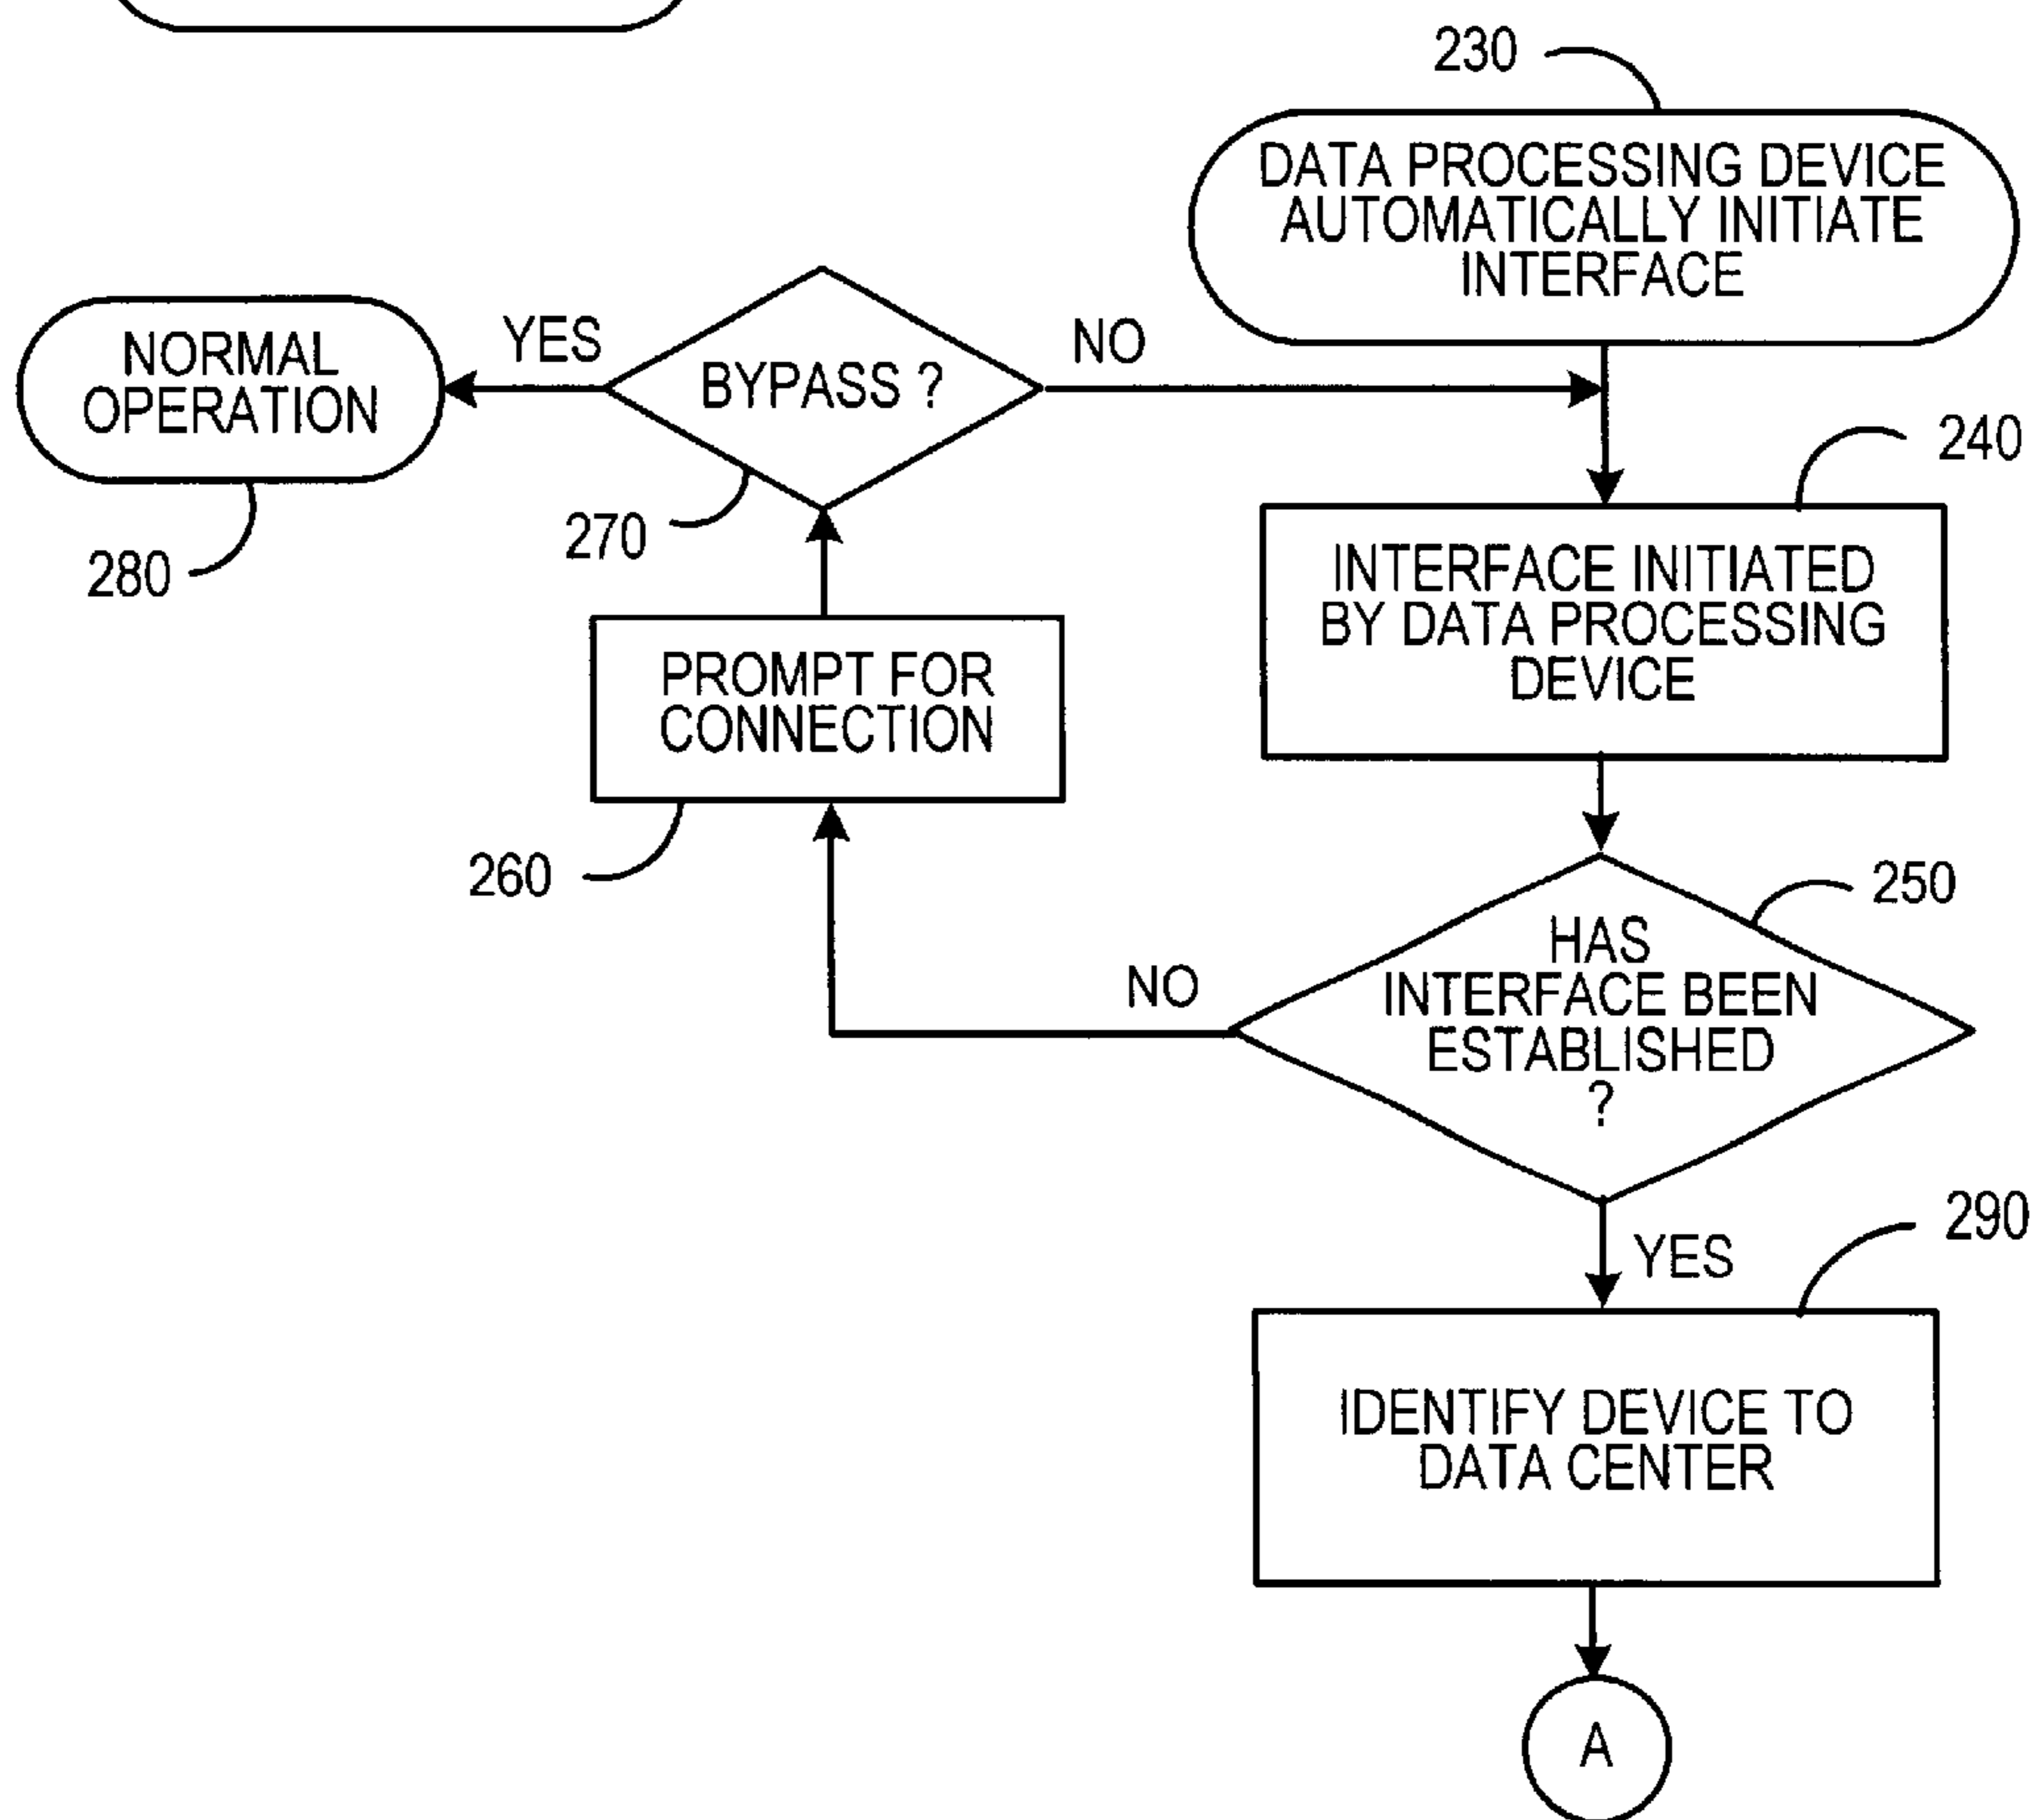 230
DATA PROCESSING DEVICE
AUTOMATICALLY INITIATE
INTERFACE
NORMAL
OPERATION
YES
BYPASS ?
NO
240
270
280
INTERFACE INITIATED
BY DATA PROCESSING
DEVICE
PROMPT FOR
CONNECTION
260
250
HAS
INTERFACE BEEN
ESTABLISHED
?
NO
YES
290
IDENTIFY DEVICE TO
DATA CENTER
A